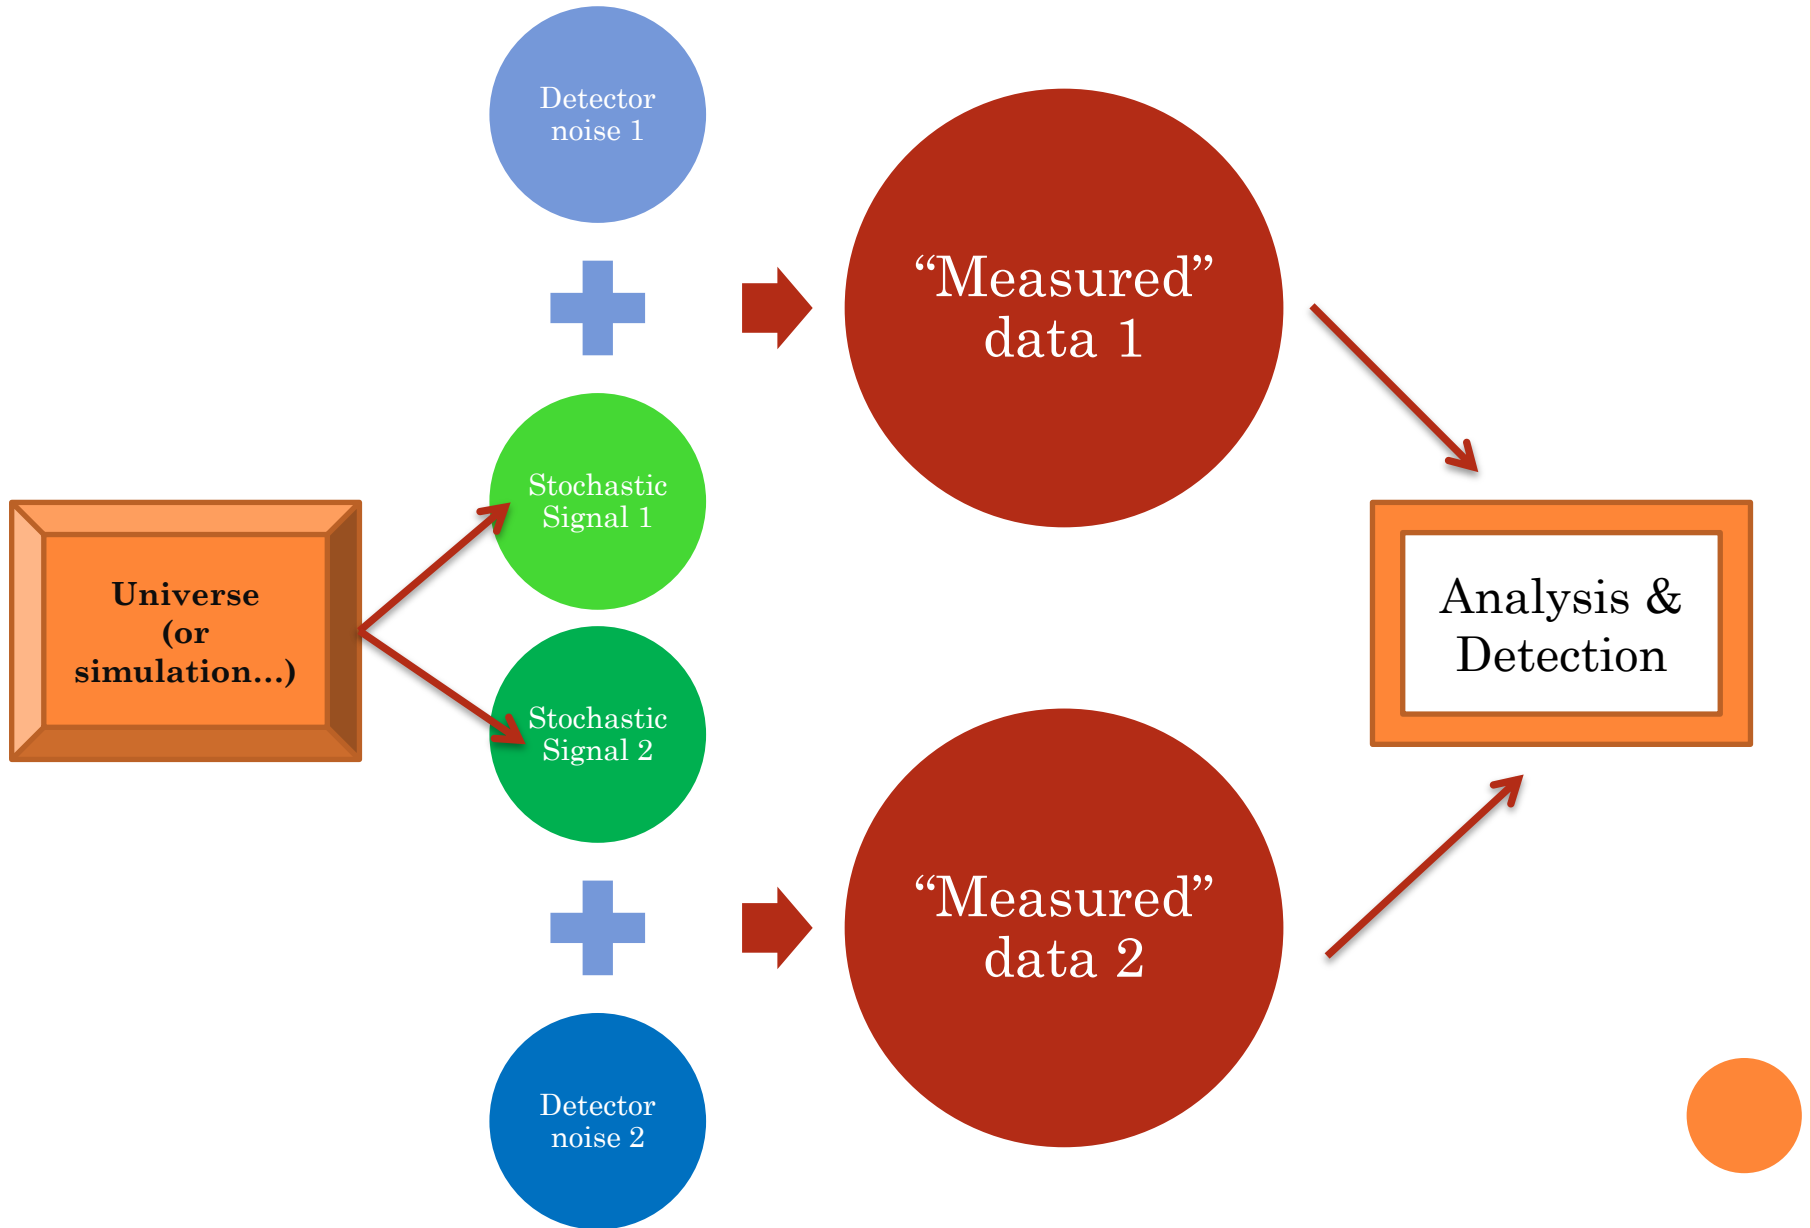 Detector
noise 1
“Measured”
data 1
Stochastic
Signal 1
Universe
(or
simulation...)
Stochastic
Signal 2
Analysis &
Detection
“Measured”
data 2
Detector
noise 2